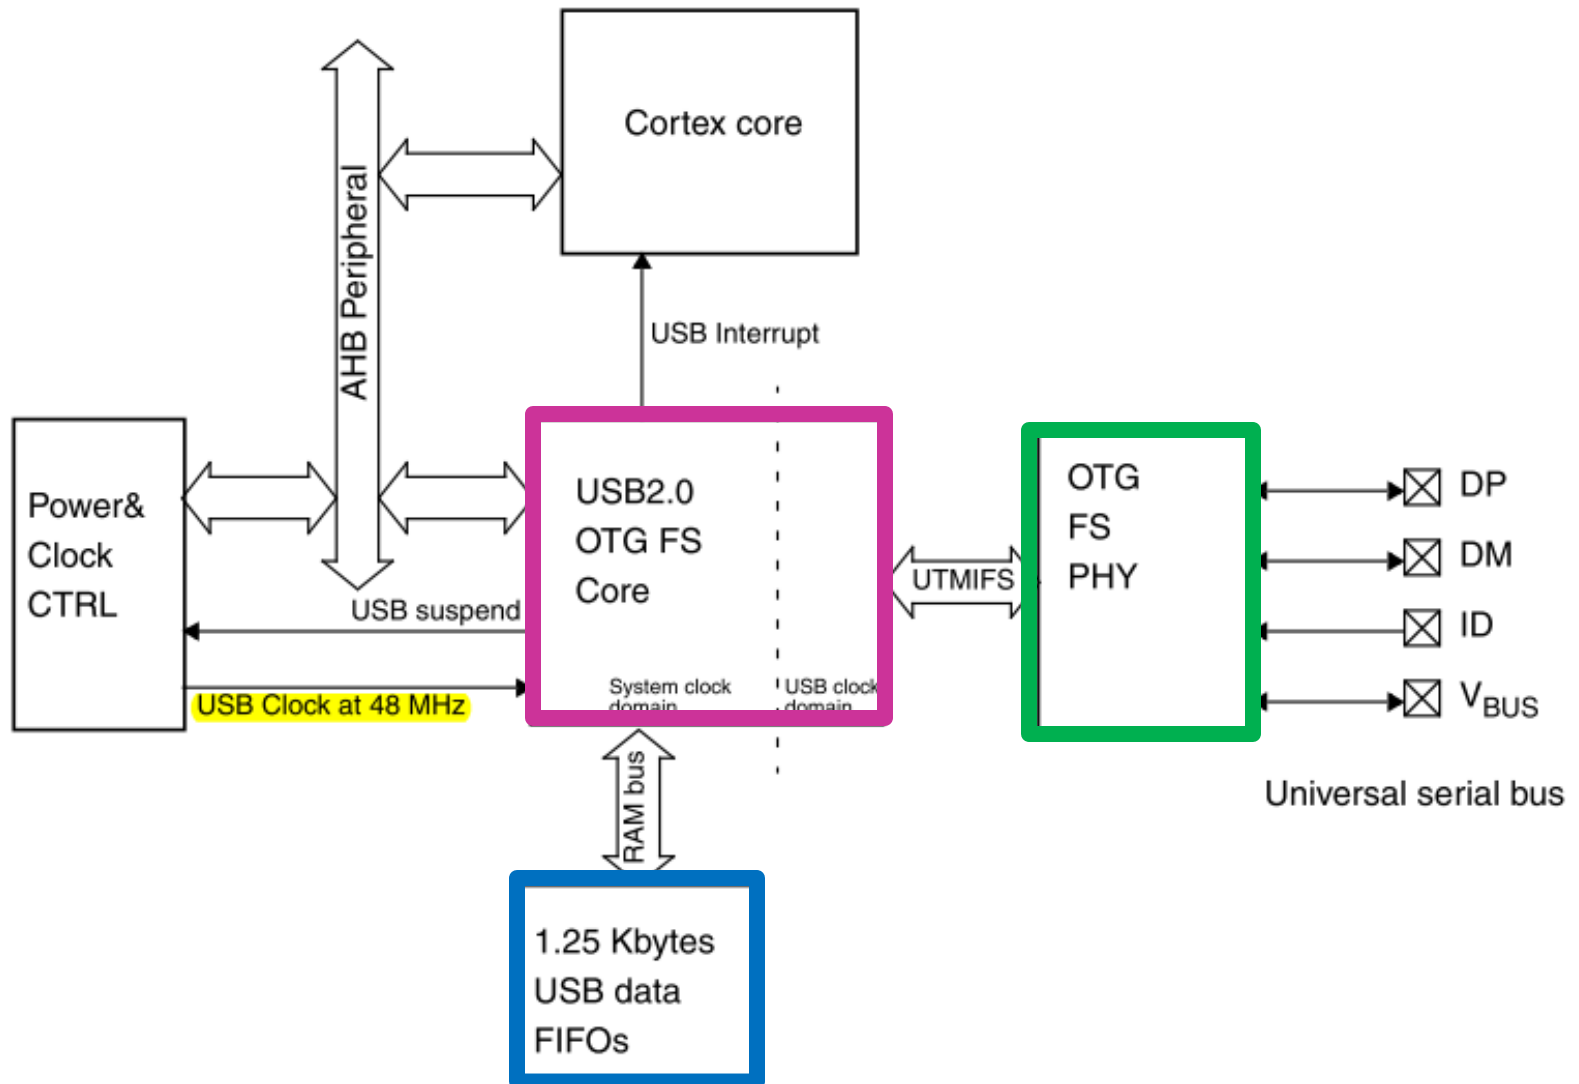 Cortex core
AHB Peripheral
USB Interrupt
Power&
Clock
CTRL
USB2.0
OTG FS
Core
OTG
FS
PHY
DP
DM
ID
VBUS
UTMIFS
USB suspend
USB Clock at 48 MHz
System clock
domain
USB clock
domain
RAM bus
Universal serial bus
1.25 Kbytes
USB data
FIFOs